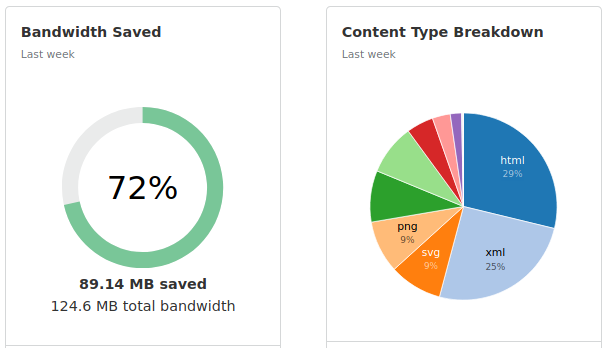 Bandwidth Saved
Last week
72%
89.14 MB saved
124.6 MB total bandwidth
Content Type Breakdown
Last week
html
29%
xml
25%
svg
9%
png
9%